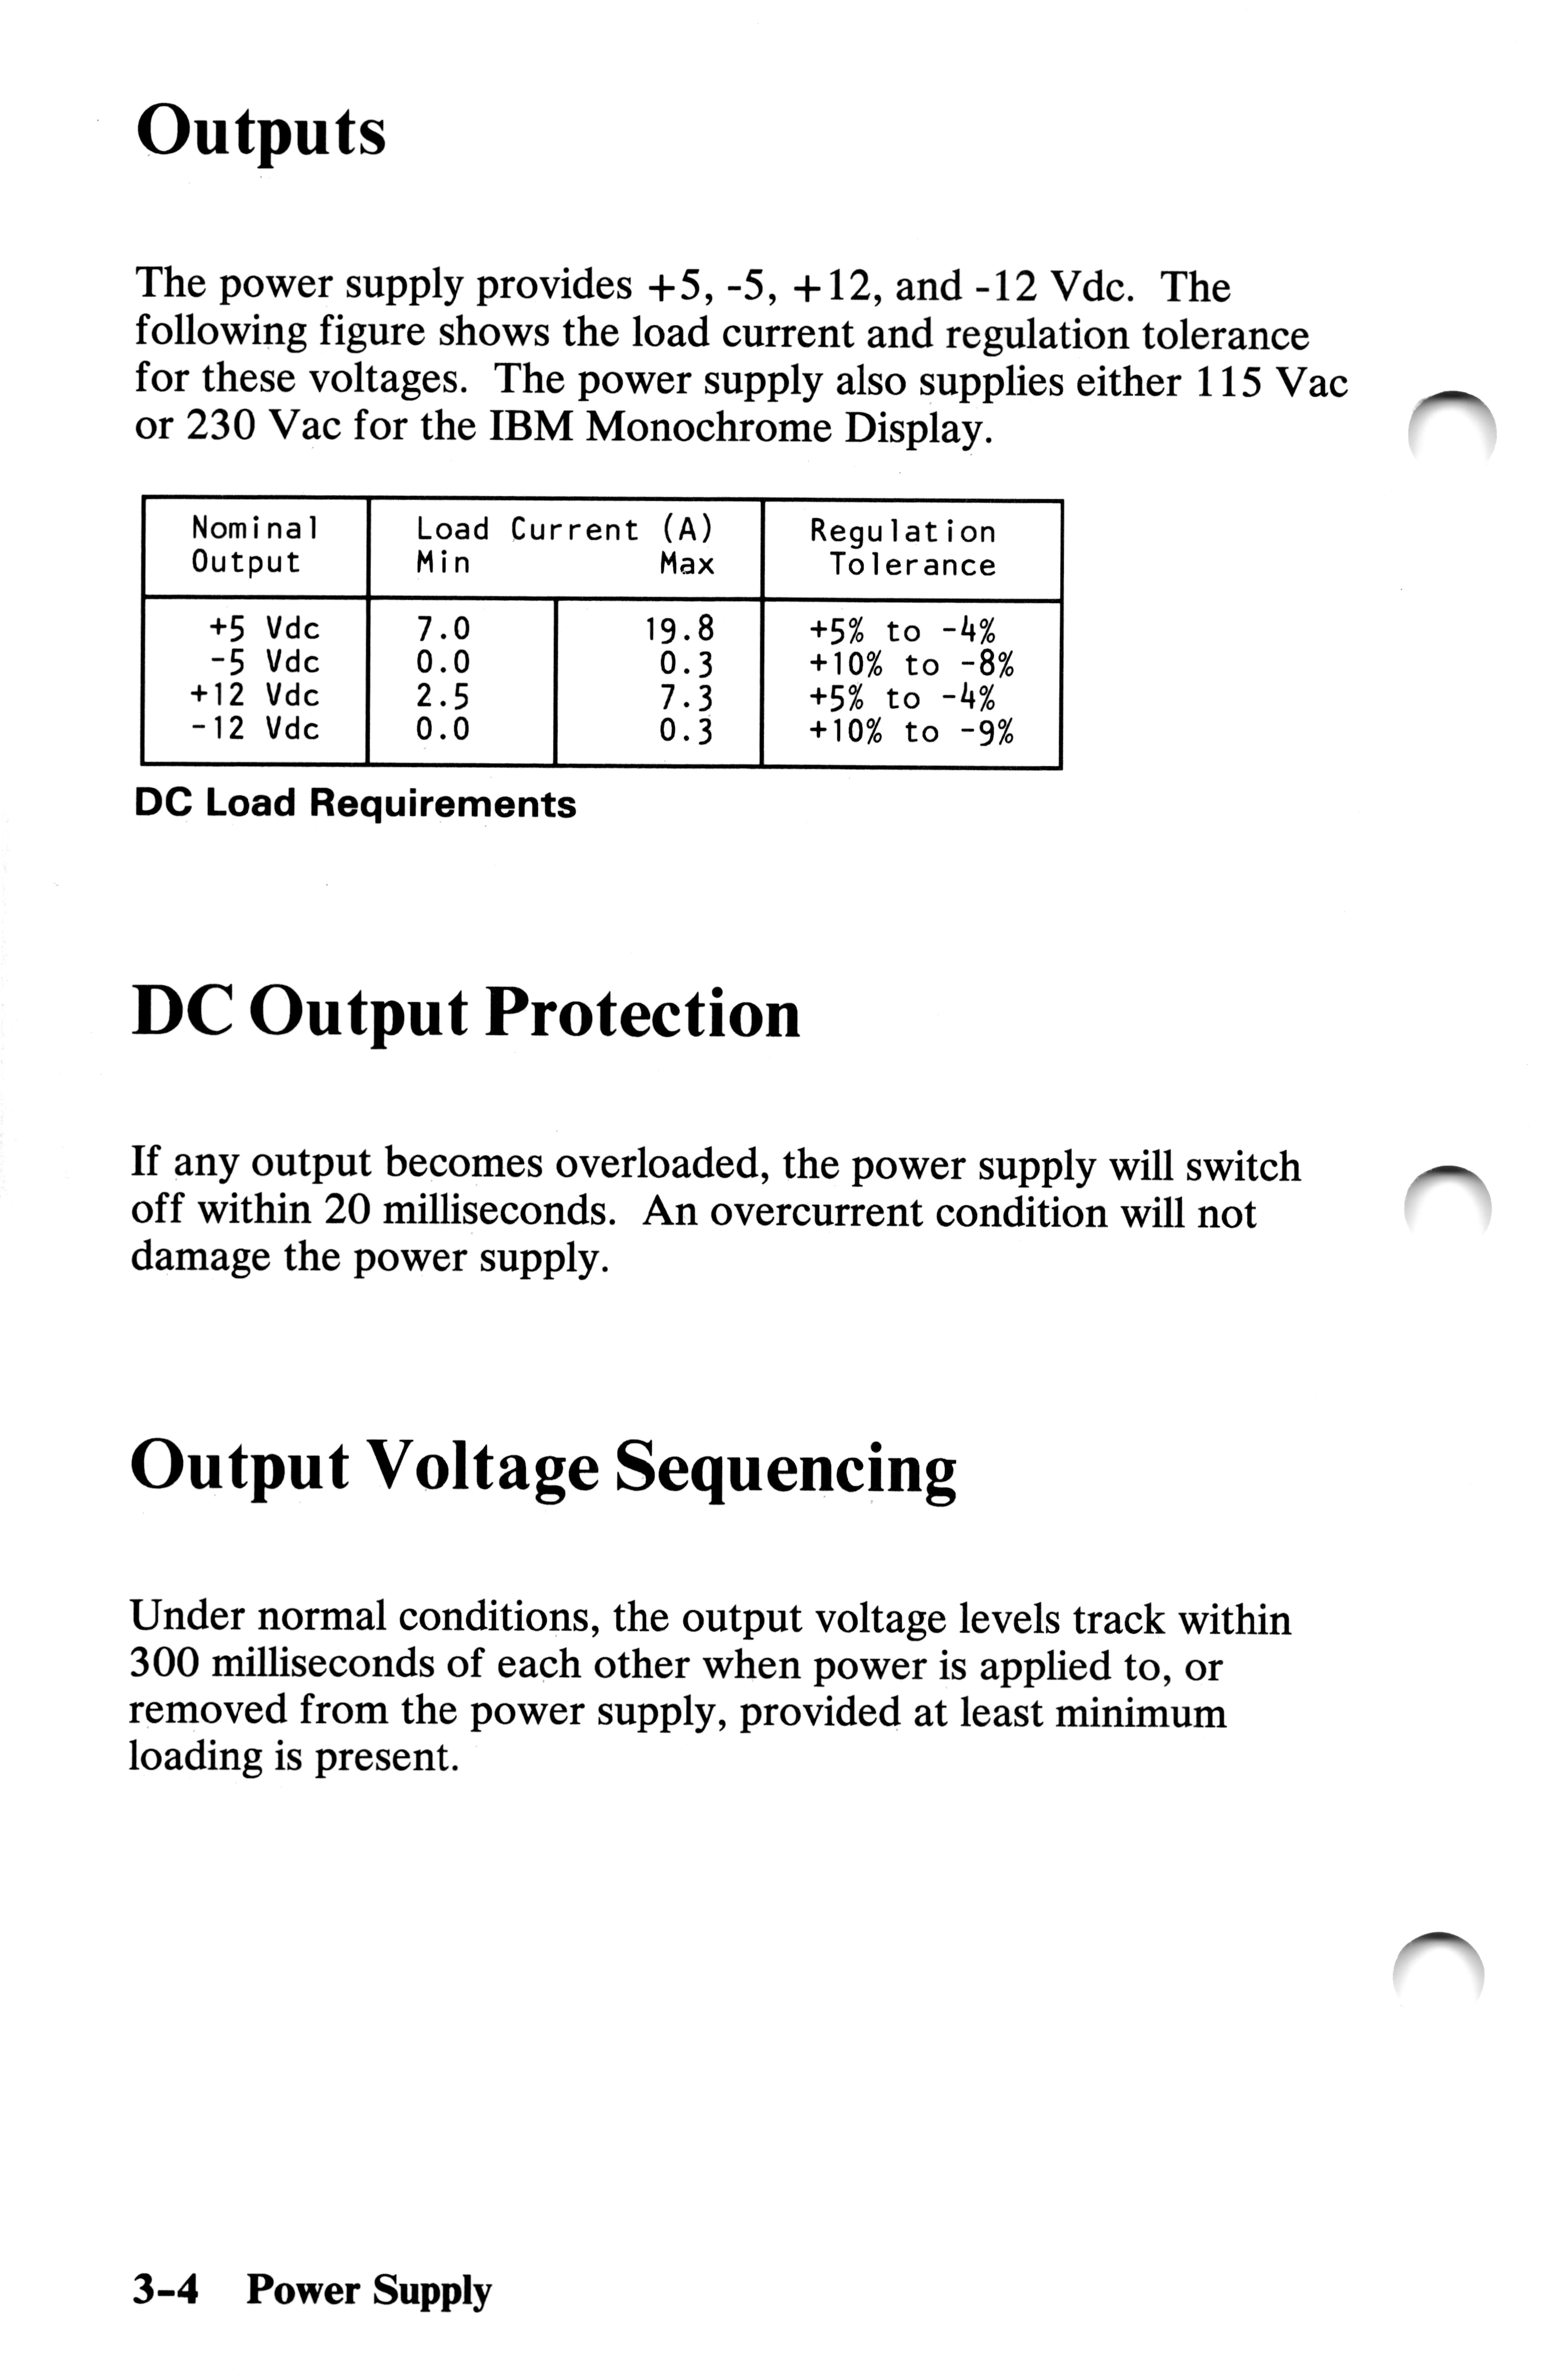 Outputs
The power supply provides +5, -5, +12, and -12 Vdc. The
following figure shows the load current and regulation tolerance
for these voltages. The power supply also supplies either 115 Vac
or 230 Vac for the IBM Monochrome Display.
Nominal Load Current (A) Regulation
Output Min Max Tolerance
+5 Vdc 7.0 19.8 +5% to -4%
-5 Vdc 0.0 0.3 +10% to -8%
+12 Vdc 2.5 7.3 +5% to -4%
-12 Vdc 0.0 0.3 +10% to -9%
DC Load Requirements
DC Output Protection
If any output becomes overloaded, the power supply will switch
off within 20 milliseconds. An overcurrent condition will not
damage the power supply.
Output Voltage Sequencing
Under normal conditions, the output voltage levels track within
300 milliseconds of each other when power is applied to, or
removed from the power supply, provided at least minimum
loading is present.
3-4 Power Supply